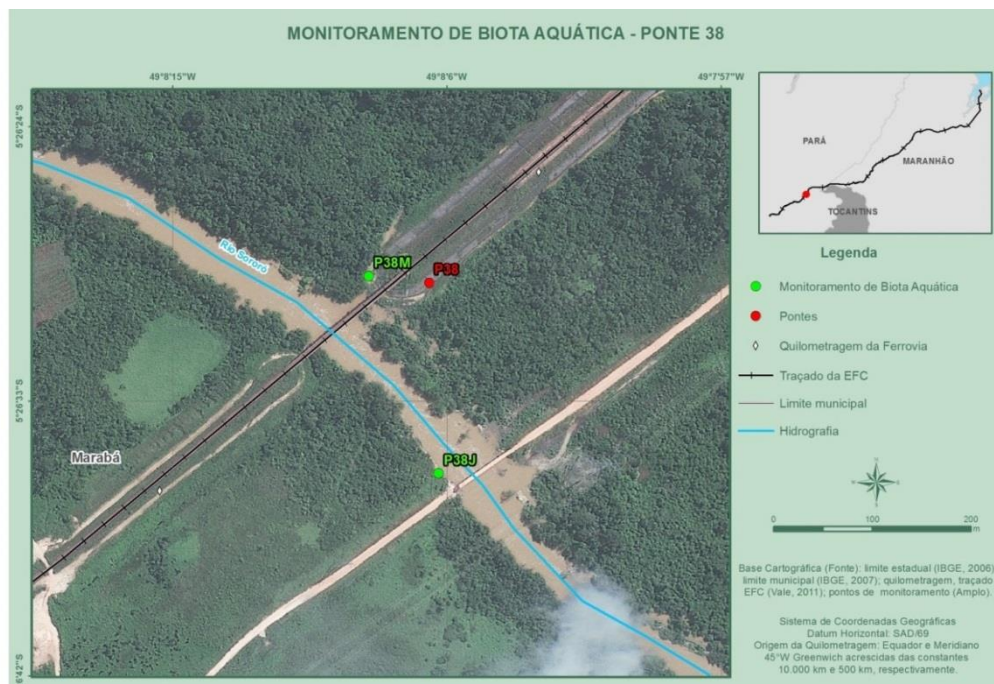 MONITORAMENTO DE BIOTA AQUÁTICA - PONTE 38
49°8'15"W
49°8'6"W
49°7'57"W
5°26'24"S
5°26'33"S
6'42"S
Rio Sororó
P38M
P38
P38J
Marabá
PARÁ
MARANHÃO
TOCANTINS
Legenda
Monitoramento de Biota Aquática
Pontes
Quilometragem da Ferrovia
Traçado da EFC
Limite municipal
Hidrografia
N
W
E
S
0 100 200
m
Base Cartográfica (Fonte): limite estadual (IBGE, 2006)
limite municipal (IBGE, 2007); quilometragem, traçado
EFC (Vale, 2011); pontos de monitoramento (Amplo).
Sistema de Coordenadas Geográficas
Datum Horizontal: SAD/69
Origem da Quilometragem: Equador e Meridiano
45°W Greenwich acrescidas das constantes
10.000 km e 500 km, respectivamente.